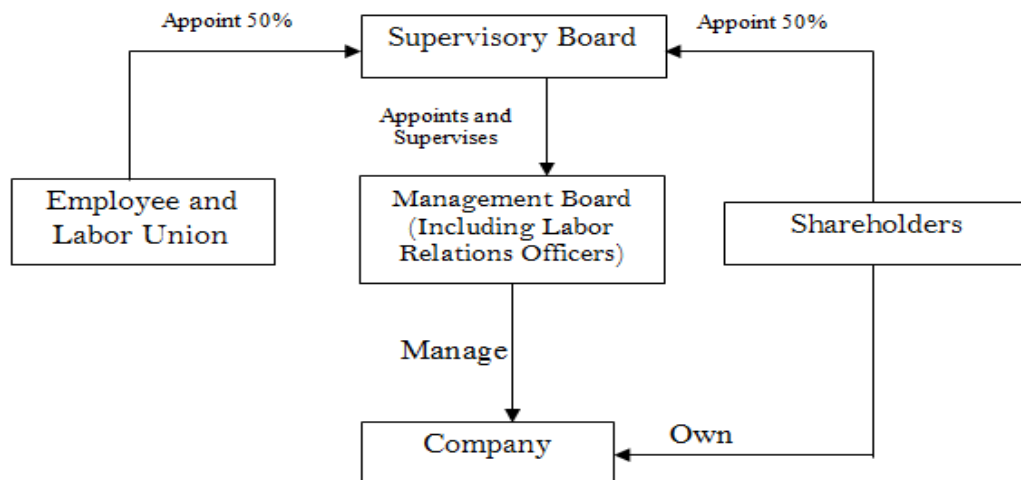 Appoint 50%
Appoint 50%
Supervisory Board
Appoints and
Supervises
Employee and
Labor Union
Management Board
(Including Labor
Relations Officers)
Shareholders
Manage
Company
Own